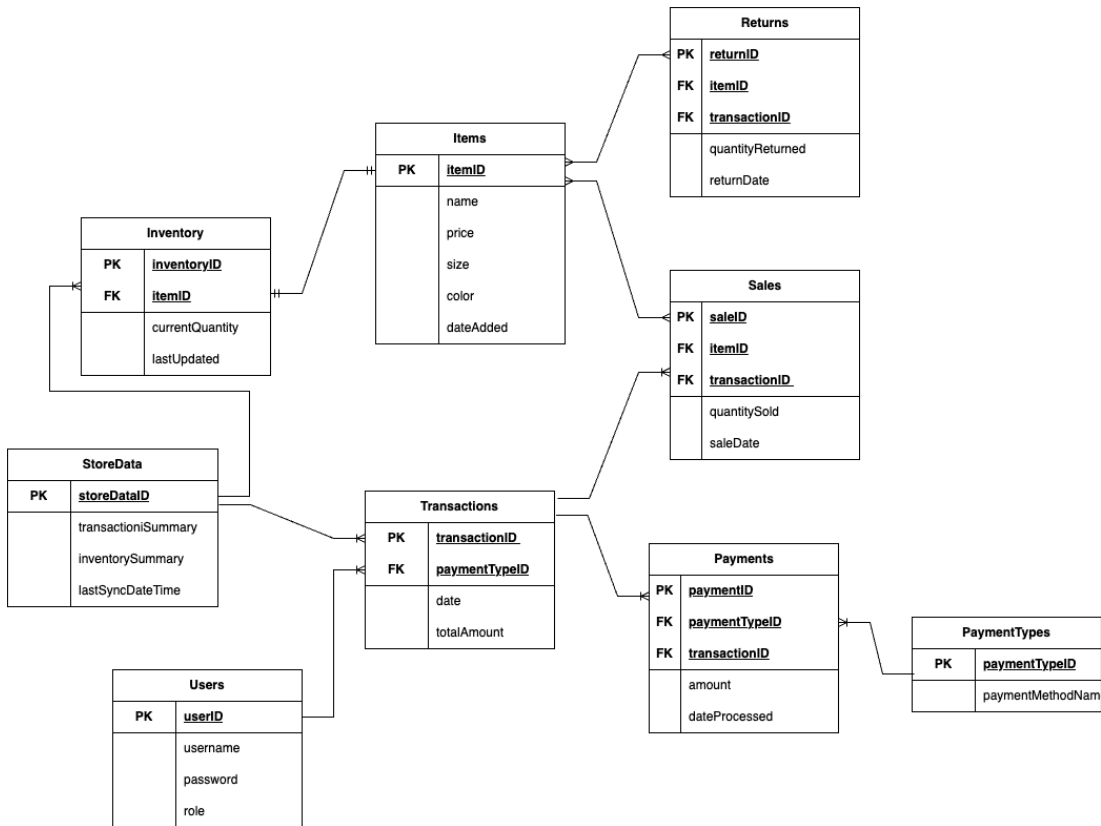 Returns
PK returnID
FK itemID
FK transactionID
quantityReturned
returnDate
Items
PK itemID
name
price
size
color
dateAdded
Inventory
PK inventoryID
FK itemID
currentQuantity
lastUpdated
Sales
PK saleID
FK itemID
FK transactionID
quantitySold
saleDate
StoreData
PK storeDataID
transactioniSummary
inventorySummary
lastSyncDateTime
Transactions
PK transactionID
FK paymentTypeID
date
totalAmount
Payments
PK paymentID
FK paymentTypeID
FK transactionID
amount
dateProcessed
PaymentTypes
PK paymentTypeID
paymentMethodNam
Users
PK userID
username
password
role